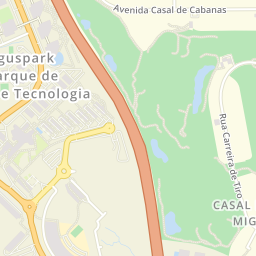 Avenida Casal de Cabanas
guspark
arque de
e Tecnologia
Rua Carreira de Tiro
CASAL
MIG